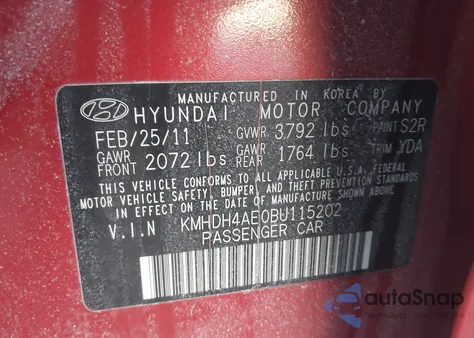 MANUFACTURED IN KOREA BY
HYUNDAI MOTOR COMPANY
FEB/25/11 GVWR 3792 lbs PAINT S2R
GAWR FRONT 2072 lbs GAWR REAR 1764 lbs TRIM YDA
THIS VEHICLE CONFORMS TO ALL APPLICABLE U.S.A. FEDERAL
MOTOR VEHICLE SAFETY, BUMPER, AND THEFT PREVENTION STANDARDS
IN EFFECT ON THE DATE OF MANUFACTURE SHOWN ABOVE.
V.I.N KMHDH4AE0BU115202
PASSENGER CAR
autoSnap